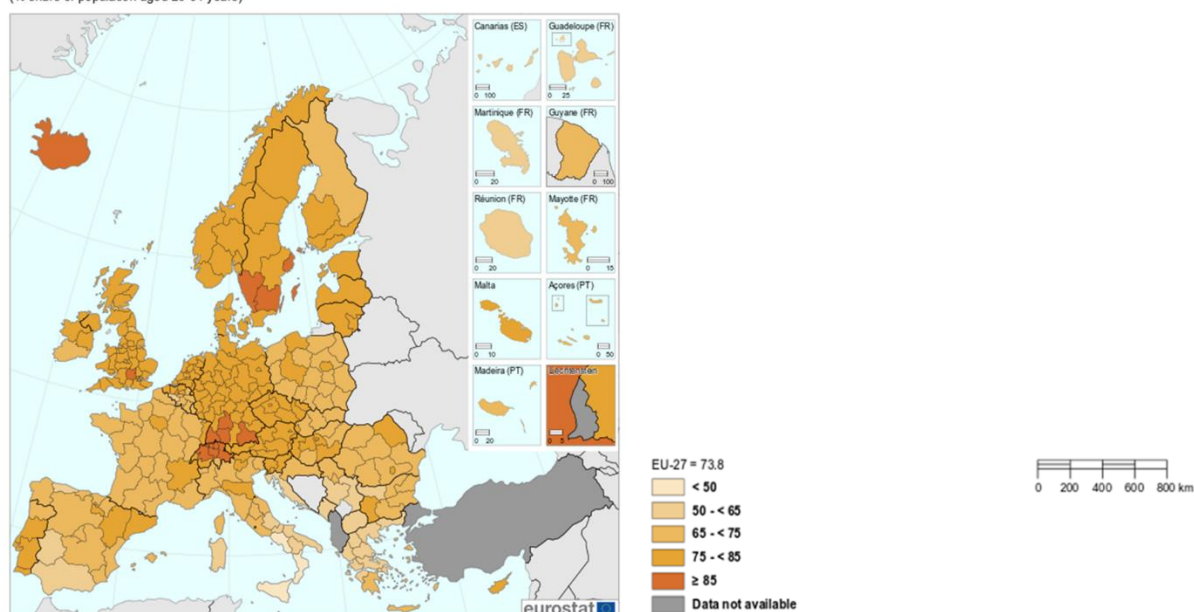 Canarias (ES)
0 100
Guadeloupe (FR)
0 25
Martinique (FR)
0 20
Guyane (FR)
0 100
Réunion (FR)
0 20
Mayotte (FR)
0 15
Malta
0 10
Açores (PT)
0 50
Madeira (PT)
0 20
Liechtenstein
0 5
eurostat
EU-27 = 73.8
< 50
50 - < 65
65 - < 75
75 - < 85
≥ 85
Data not available
0 200 400 600 800 km